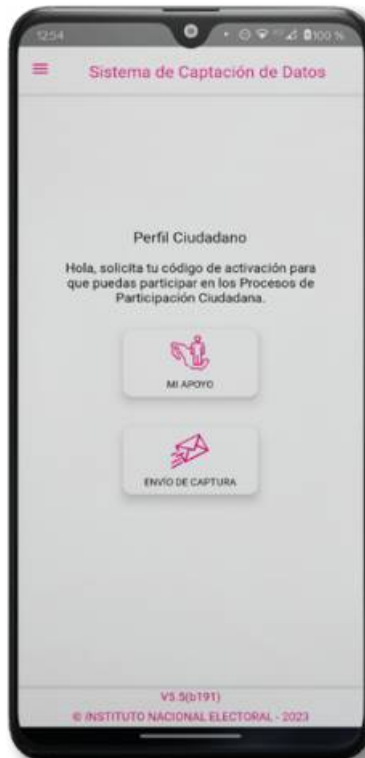 12:54
100 %
Sistema de Captación de Datos
Perfil Ciudadano
Hola, solicita tu código de activación para
que puedas participar en los Procesos de
Participación Ciudadana.
MI APOYO
ENVÍO DE CAPTURA
V5.5(b191)
© INSTITUTO NACIONAL ELECTORAL - 2023